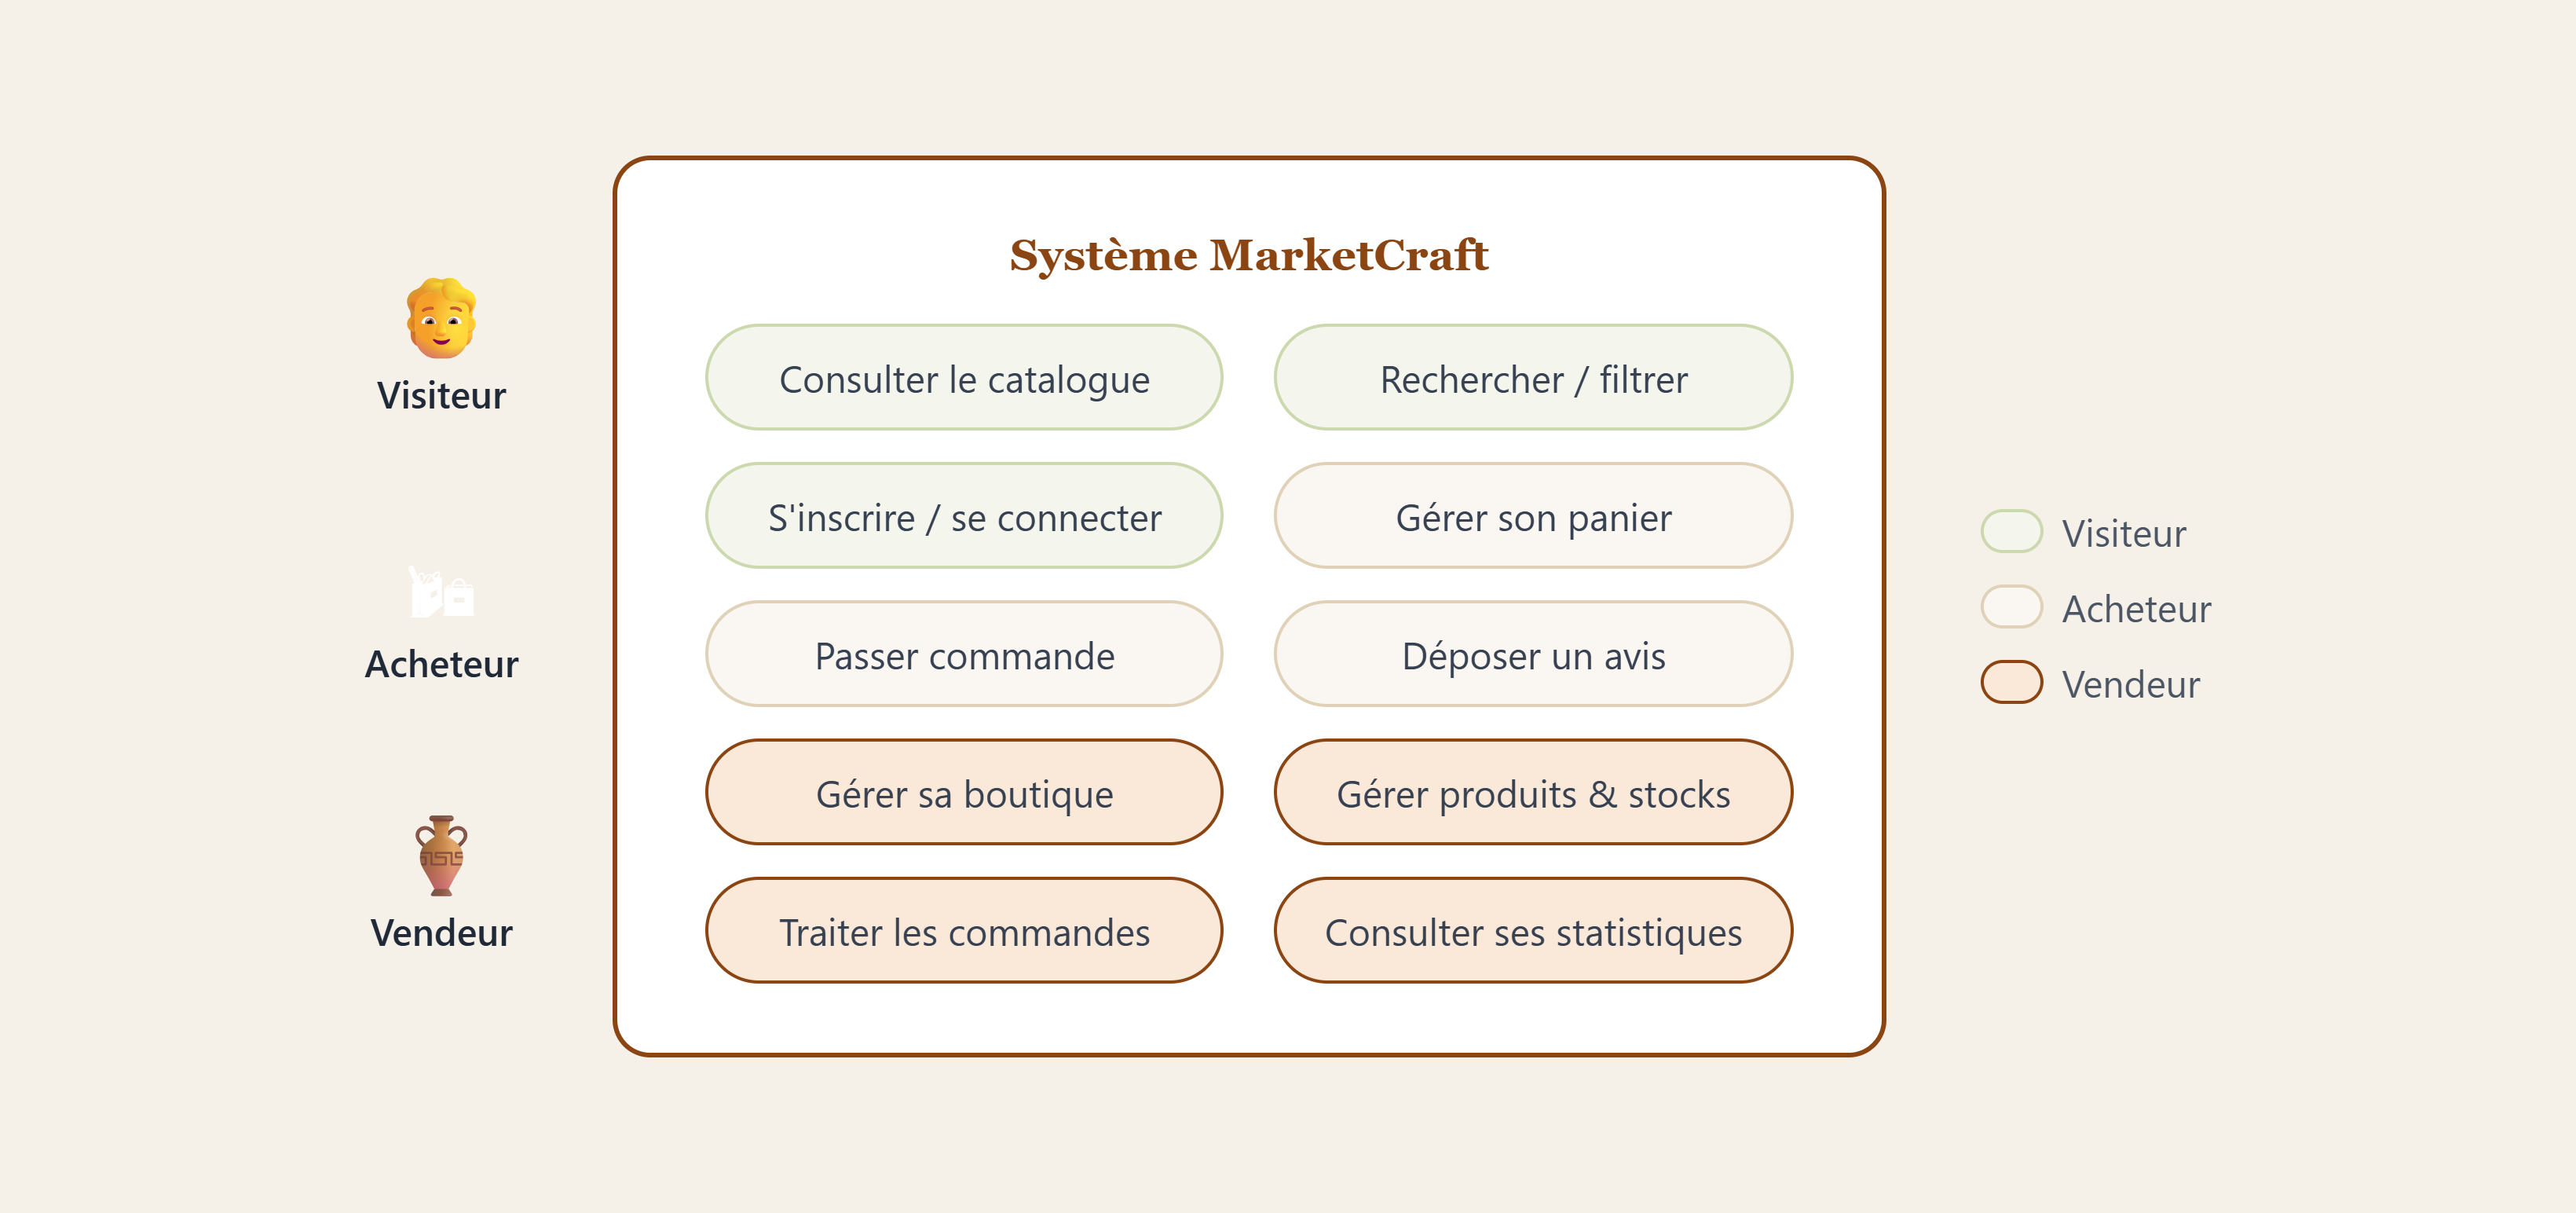 Système MarketCraft
Visiteur
Consulter le catalogue
Rechercher / filtrer
S'inscrire / se connecter
Gérer son panier
Acheteur
Passer commande
Déposer un avis
Vendeur
Gérer sa boutique
Gérer produits & stocks
Traiter les commandes
Consulter ses statistiques
Visiteur
Acheteur
Vendeur